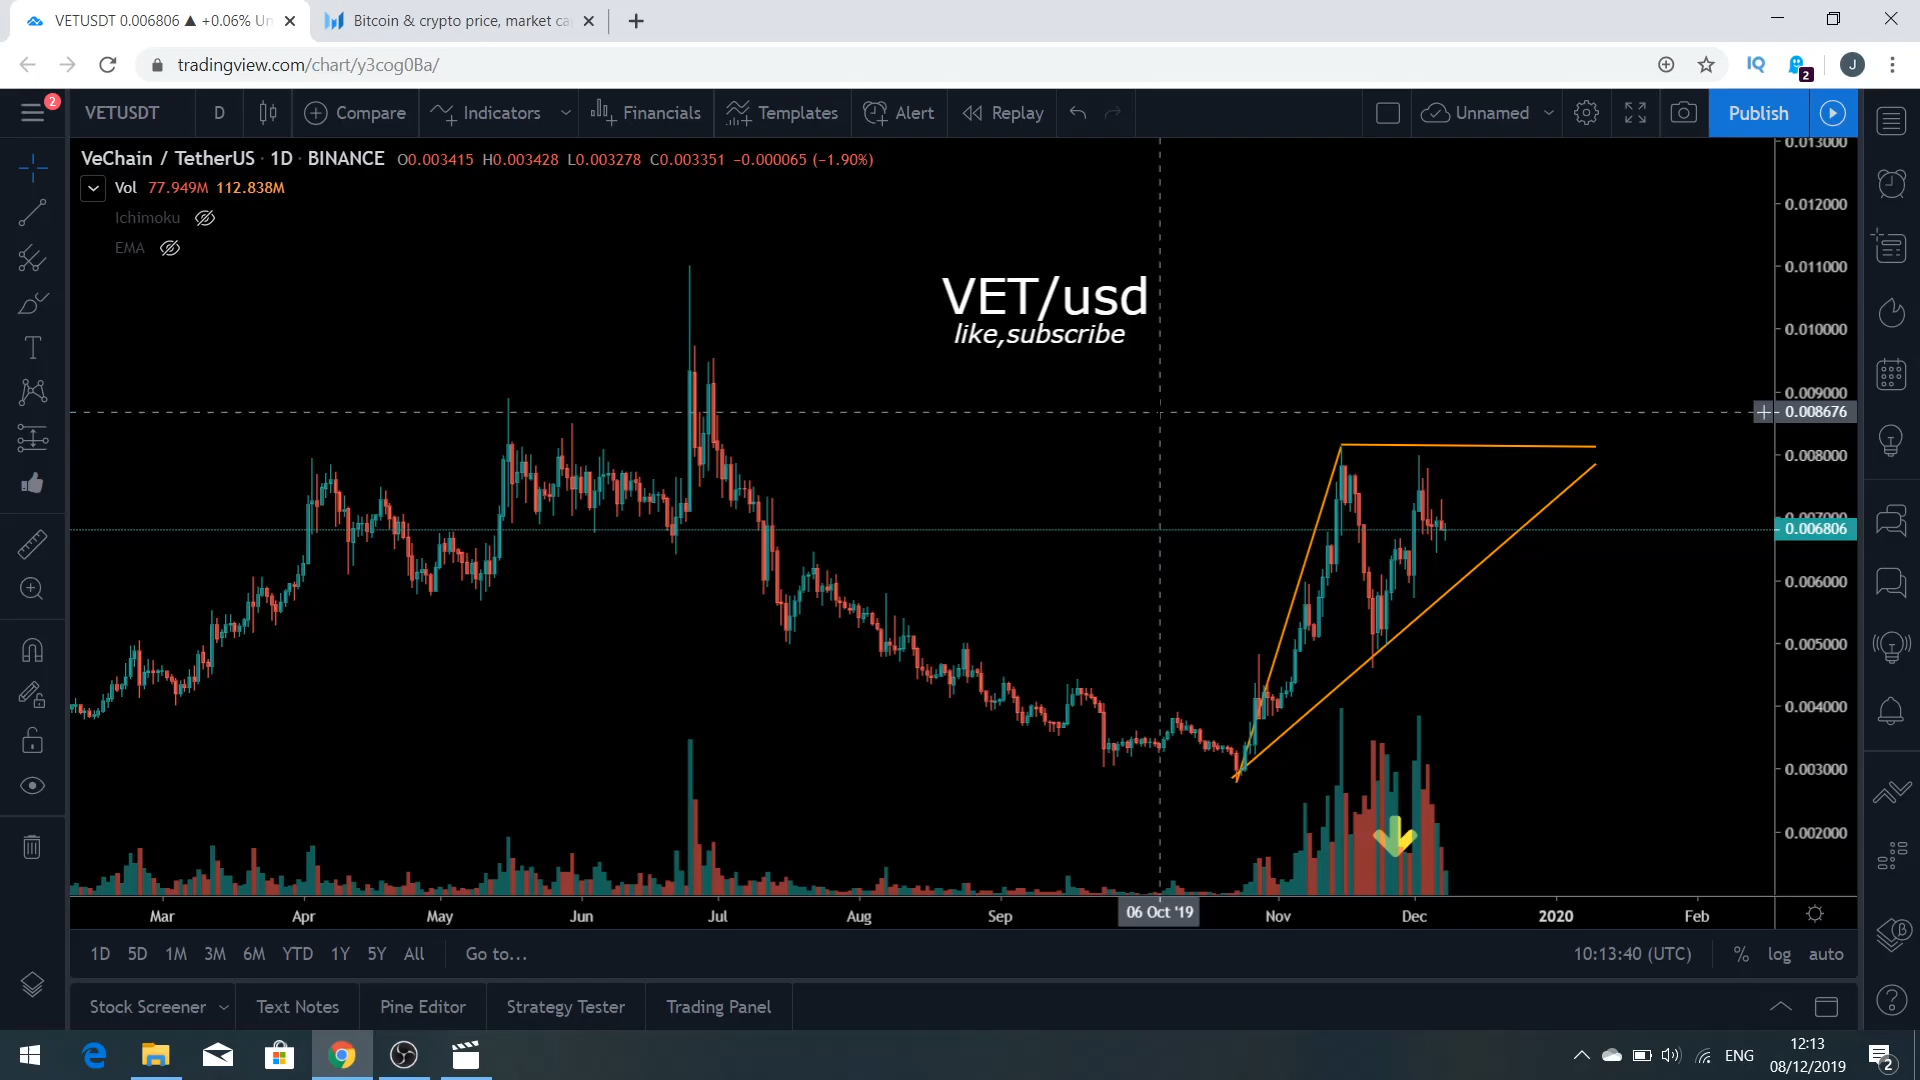 VETUSDT 0.006806 ▲ +0.06% Un
Bitcoin & crypto price, market ca
tradingview.com/chart/y3cog0Ba/
IQ
2
J
2
VETUSDT
D
Compare
Indicators
Financials
Templates
Alert
Replay
Unnamed
Publish
VeChain / TetherUS · 1D · BINANCE O0.003415 H0.003428 L0.003278 C0.003351 −0.000065 (−1.90%)
Vol 77.949M 112.838M
Ichimoku
EMA
VET/usd
like,subscribe
0.013000
0.012000
0.011000
0.010000
0.009000
0.008676
0.008000
0.007000
0.006806
0.006000
0.005000
0.004000
0.003000
0.002000
Mar Apr May Jun Jul Aug Sep 06 Oct '19 Nov Dec 2020 Feb
1D 5D 1M 3M 6M YTD 1Y 5Y All Go to...
10:13:40 (UTC) % log auto
Stock Screener Text Notes Pine Editor Strategy Tester Trading Panel
ENG
12:13
08/12/2019
2